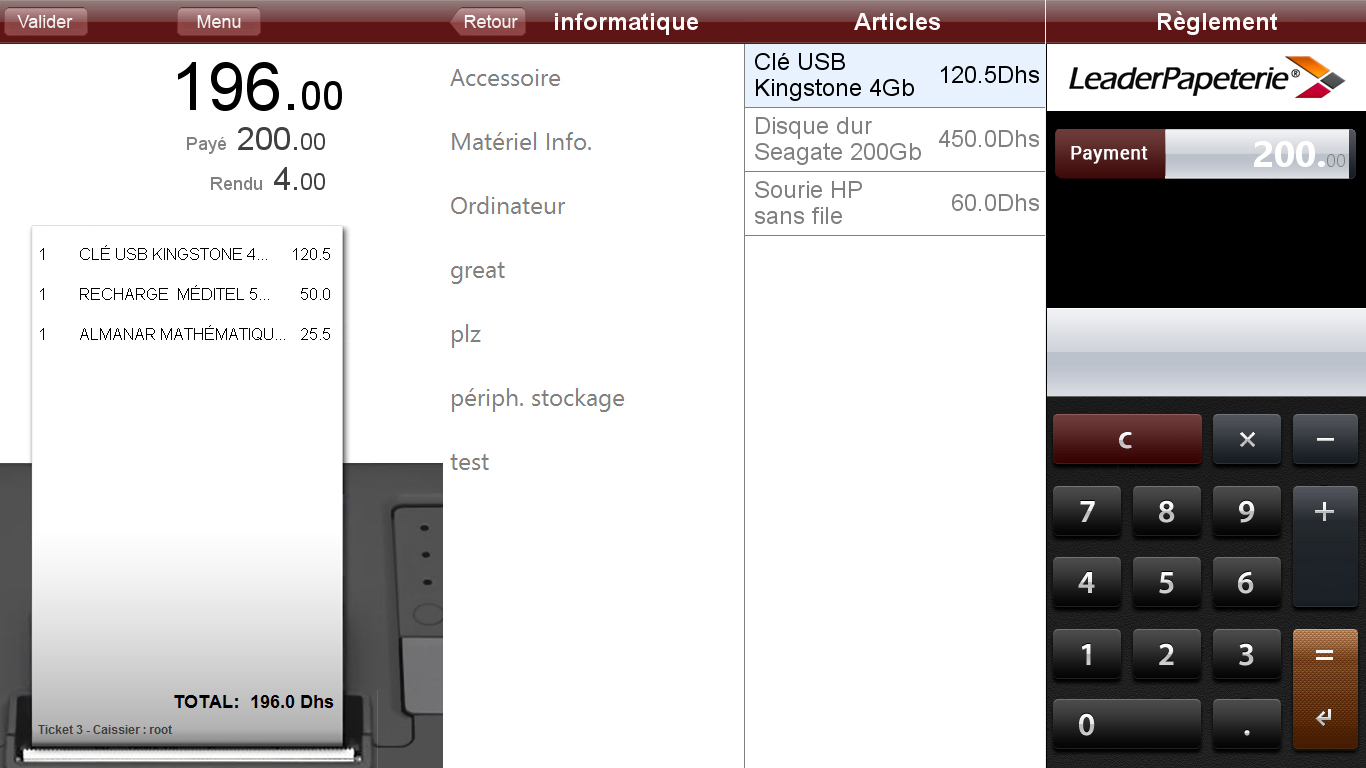 Valider
Menu
Retour
informatique
Articles
Règlement
196.00
Payé 200.00
Rendu 4.00
1 CLÉ USB KINGSTONE 4... 120.5
1 RECHARGE  MÉDITEL 5... 50.0
1 ALMANAR MATHÉMATIQU... 25.5
TOTAL: 196.0 Dhs
Ticket 3 - Caissier : root
Accessoire
Matériel Info.
Ordinateur
great
plz
périph. stockage
test
Clé USB
Kingstone 4Gb 120.5Dhs
Disque dur
Seagate 200Gb 450.0Dhs
Sourie HP
sans file 60.0Dhs
LeaderPapeterie®
Payment 200.00
C × −
7 8 9 +
4 5 6
1 2 3 =
0 . ↵